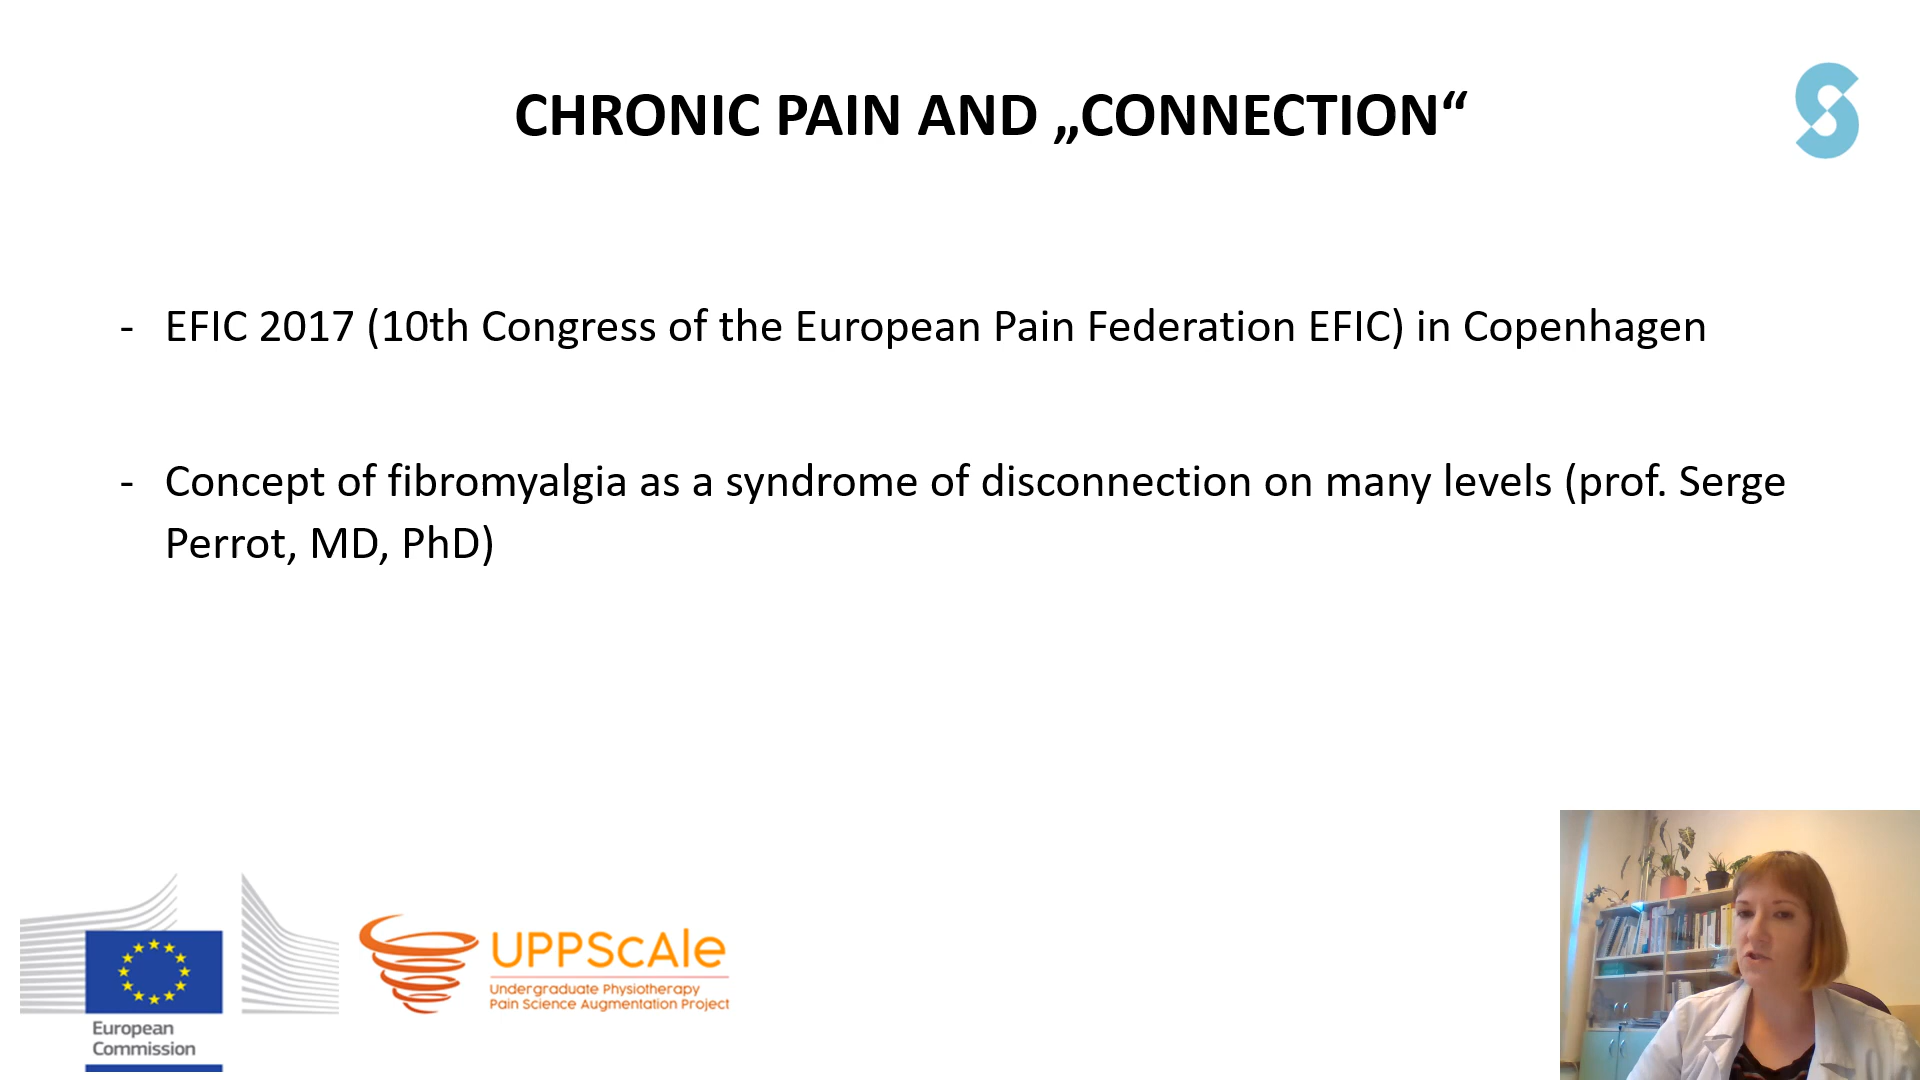 CHRONIC PAIN AND „CONNECTION“
- EFIC 2017 (10th Congress of the European Pain Federation EFIC) in Copenhagen
- Concept of fibromyalgia as a syndrome of disconnection on many levels (prof. Serge
Perrot, MD, PhD)
European
Commission
UPPScAle
Undergraduate Physiotherapy
Pain Science Augmentation Project